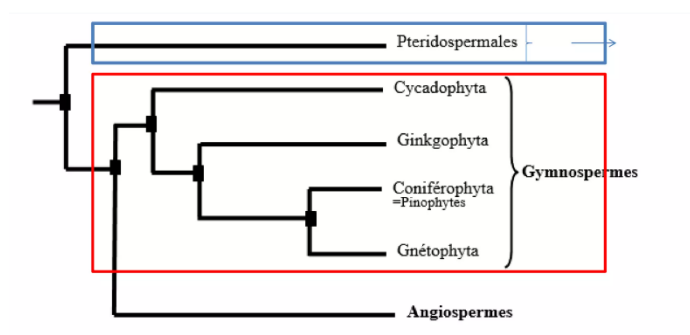 Pteridospermales
Cycadophyta
Ginkgophyta
Gymnospermes
Coniférophyta
=Pinophytes
Gnétophyta
Angiospermes